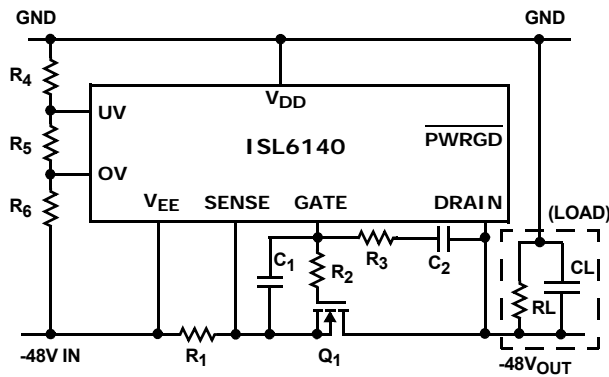 GND GND
R4
VDD
UV
PWRGD
R5
ISL6140
OV
R6
VEE SENSE GATE DRAIN
(LOAD)
C1
R2
R3
C2
CL
RL
-48V IN
R1
Q1
-48VOUT